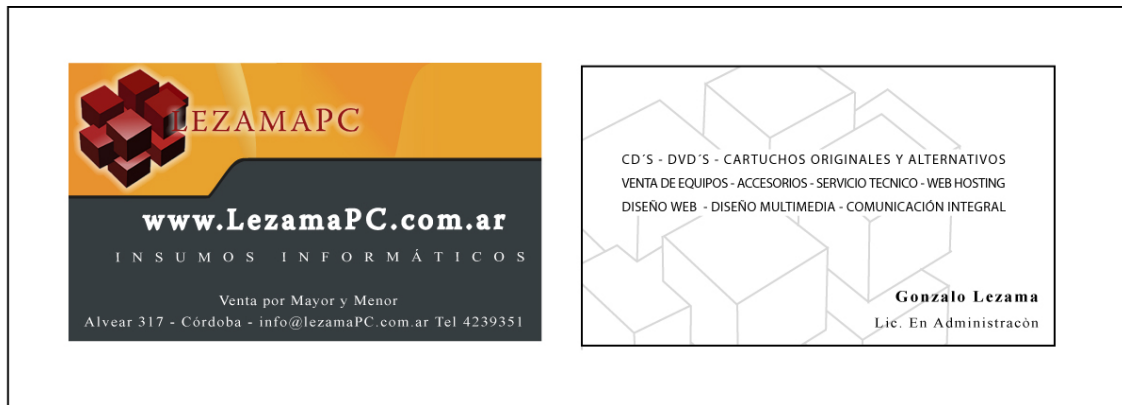 LEZAMAPC
www.LezamaPC.com.ar
INSUMOS INFORMÁTICOS
Venta por Mayor y Menor
Alvear 317 - Córdoba - info@lezamaPC.com.ar Tel 4239351
CD´S - DVD´S - CARTUCHOS ORIGINALES Y ALTERNATIVOS
VENTA DE EQUIPOS - ACCESORIOS - SERVICIO TECNICO - WEB HOSTING
DISEÑO WEB - DISEÑO MULTIMEDIA - COMUNICACIÓN INTEGRAL
Gonzalo Lezama
Lic. En Administracòn